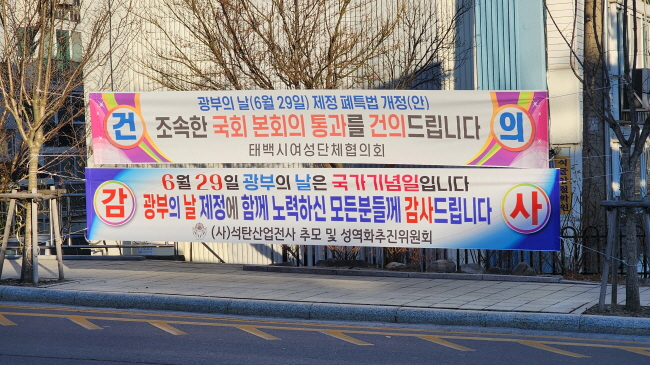 건
광부의 날(6월 29일) 제정 폐특법 개정(안)
조속한 국회 본회의 통과를 건의드립니다
태백시여성단체협의회
의
감
6월 29일 광부의 날은 국가기념일입니다
광부의 날 제정에 함께 노력하신 모든분들께 감사드립니다
(사)석탄산업전사 추모 및 성역화추진위원회
사